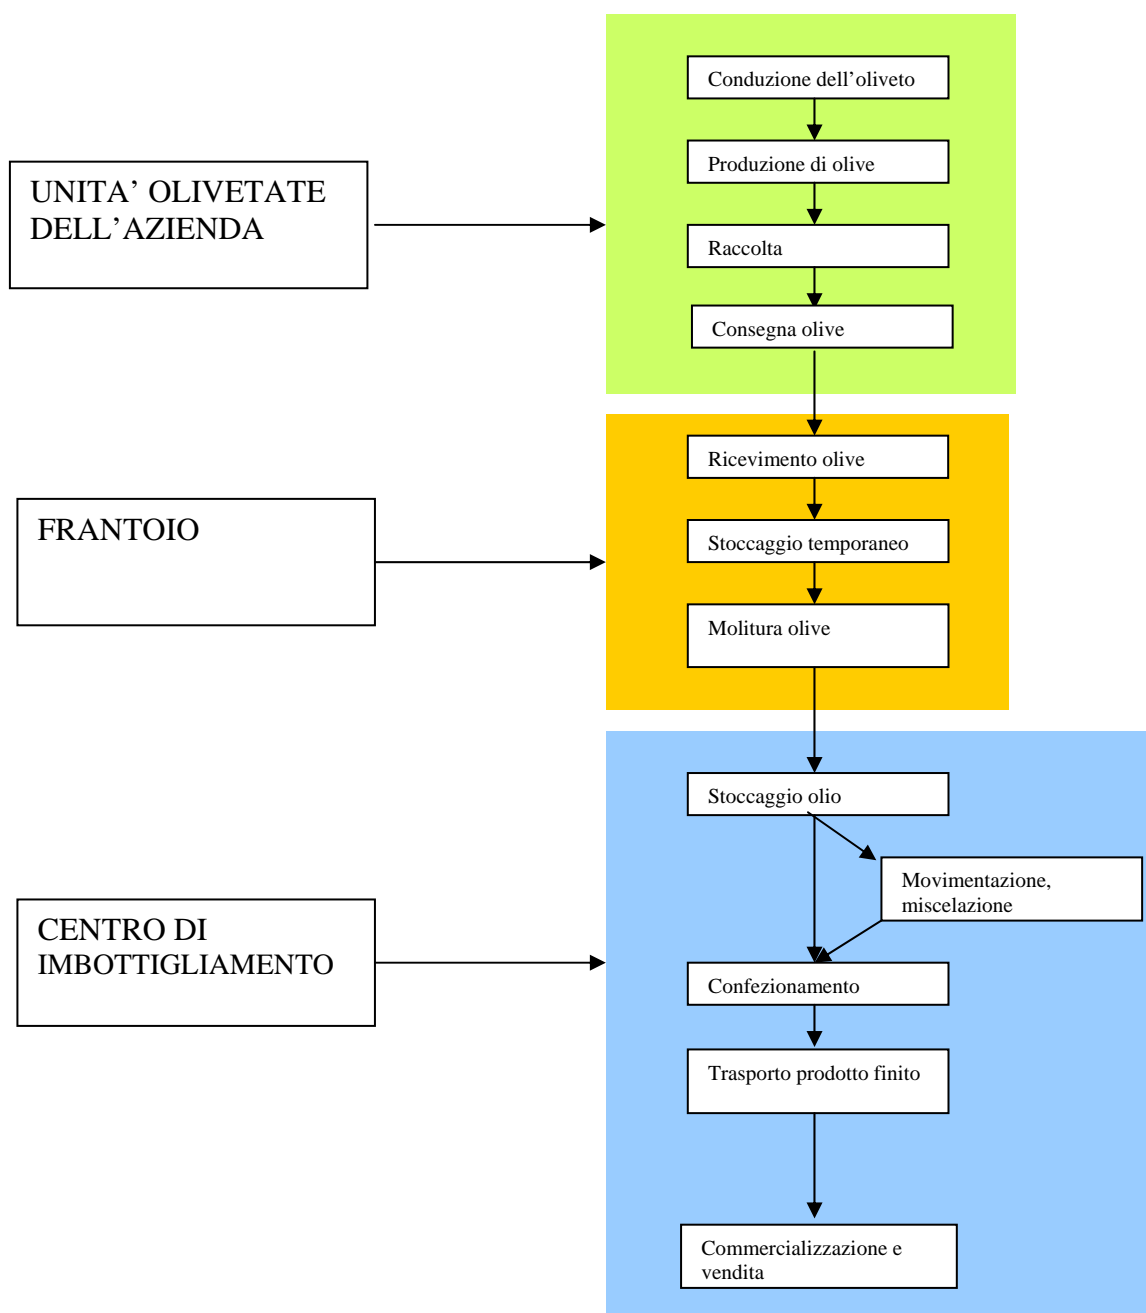 Conduzione dell’oliveto
Produzione di olive
UNITA’ OLIVETATE
DELL’AZIENDA
Raccolta
Consegna olive
Ricevimento olive
FRANTOIO
Stoccaggio temporaneo
Molitura olive
Stoccaggio olio
Movimentazione,
miscelazione
CENTRO DI
IMBOTTIGLIAMENTO
Confezionamento
Trasporto prodotto finito
Commercializzazione e
vendita